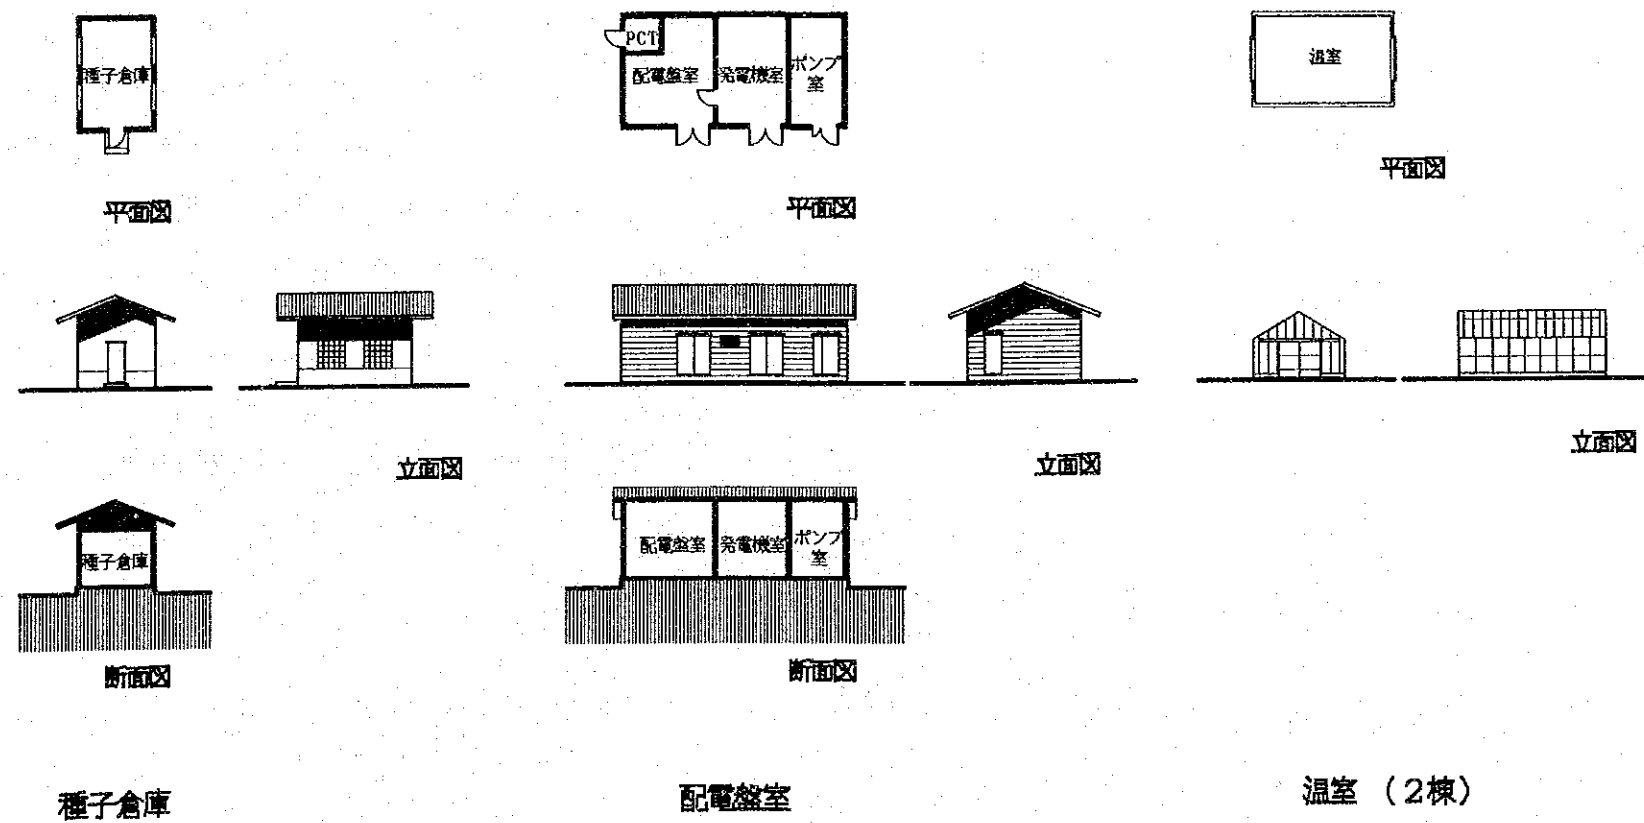 種子倉庫
平面図
PCT
配電盤室
発電機室
ポンプ
室
平面図
温室
平面図
立面図
立面図
立面図
種子倉庫
断面図
配電盤室
発電機室
ポンプ
室
断面図
種子倉庫
配電盤室
温室 （２棟）